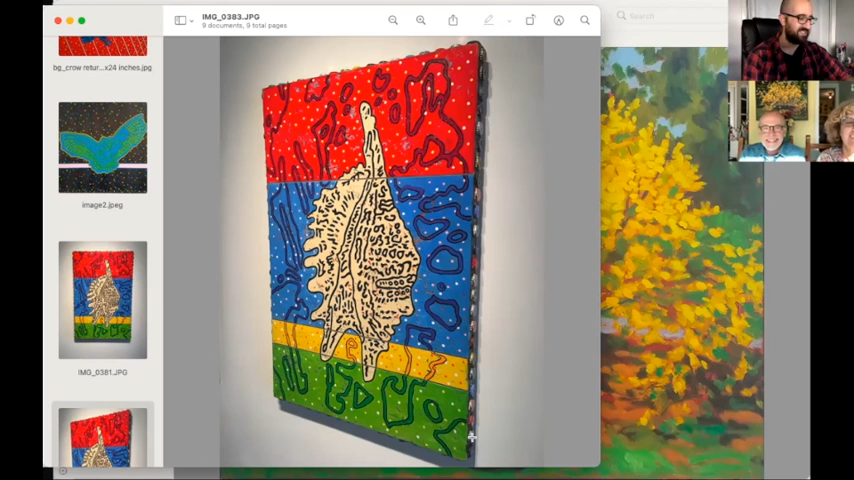 IMG_0383.JPG
9 documents, 9 total pages
Search
bg_crow retur...x24 inches.jpg
image2.jpeg
IMG_0381.JPG